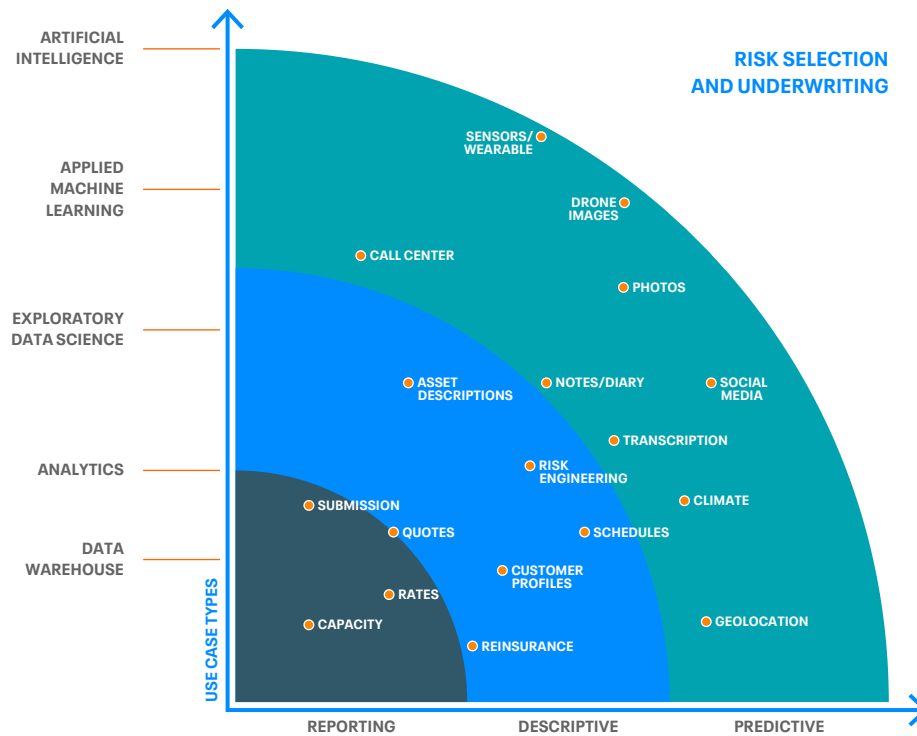 ARTIFICIAL
INTELLIGENCE
RISK SELECTION
AND UNDERWRITING
SENSORS/
WEARABLE
APPLIED
MACHINE
LEARNING
DRONE
IMAGES
CALL CENTER
PHOTOS
EXPLORATORY
DATA SCIENCE
ASSET
DESCRIPTIONS
NOTES/DIARY
SOCIAL
MEDIA
TRANSCRIPTION
ANALYTICS
RISK
ENGINEERING
CLIMATE
SUBMISSION
QUOTES
SCHEDULES
DATA
WAREHOUSE
CUSTOMER
PROFILES
RATES
CAPACITY
GEOLOCATION
REINSURANCE
USE CASE TYPES
REPORTING
DESCRIPTIVE
PREDICTIVE